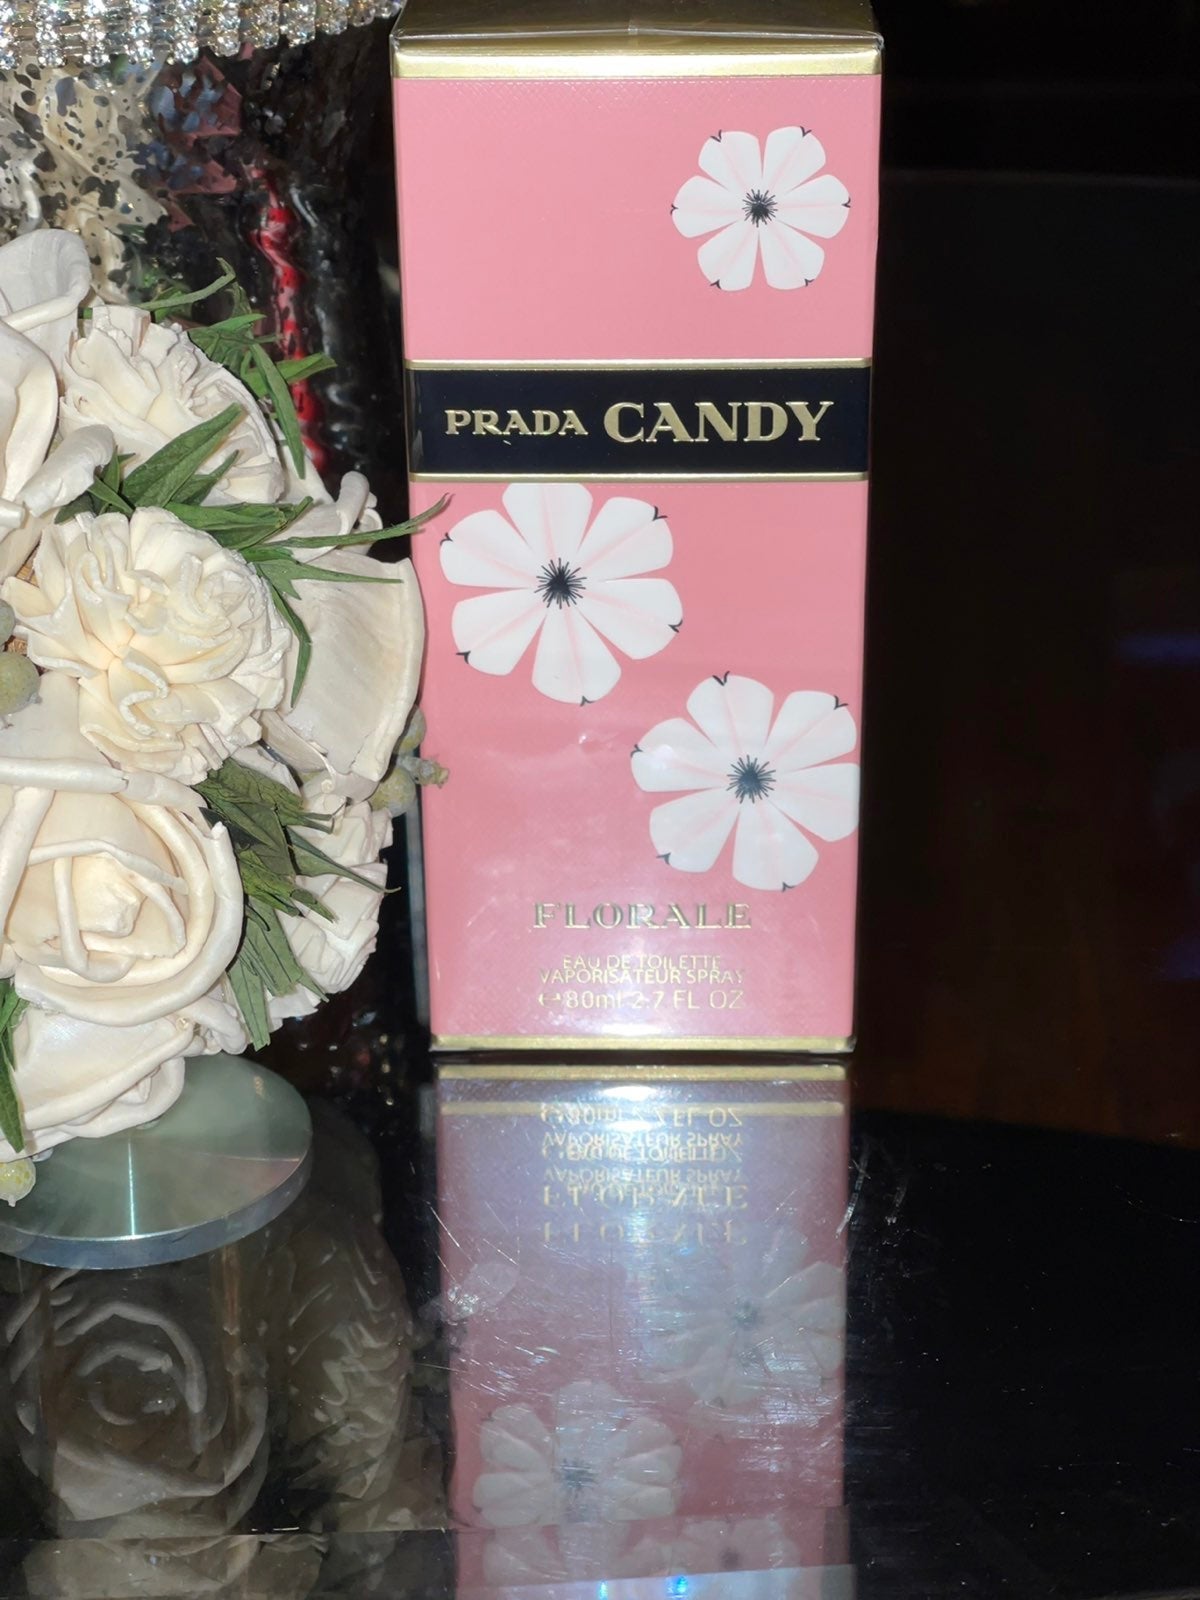 PRADA CANDY
FLORALE
EAU DE TOILETTE
VAPORISATEUR SPRAY
℮80ml 2.7 FL OZ